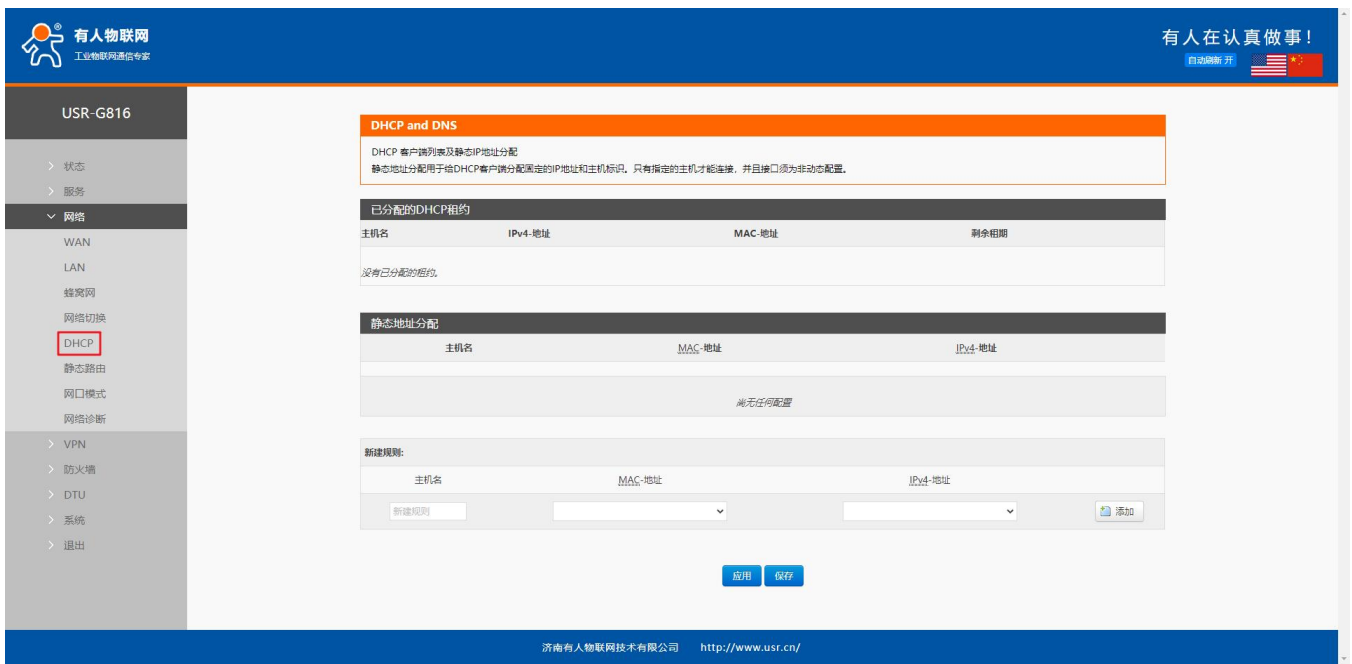 有人物联网
工业物联网通信专家
有人在认真做事!
自动刷新 开
USR-G816
状态
服务
网络
WAN
LAN
蜂窝网
网络切换
DHCP
静态路由
网口模式
网络诊断
VPN
防火墙
DTU
系统
退出
DHCP and DNS
DHCP 客户端列表及静态IP地址分配
静态地址分配用于给DHCP客户端分配固定的IP地址和主机标识。只有指定的主机才能连接，并且接口须为非动态配置。
已分配的DHCP租约
主机名 IPv4-地址 MAC-地址 剩余租期
没有已分配的租约。
静态地址分配
主机名 MAC-地址 IPv4-地址
尚无任何配置
新建规则:
主机名 MAC-地址 IPv4-地址
新建规则 添加
应用 保存
济南有人物联网技术有限公司 http://www.usr.cn/